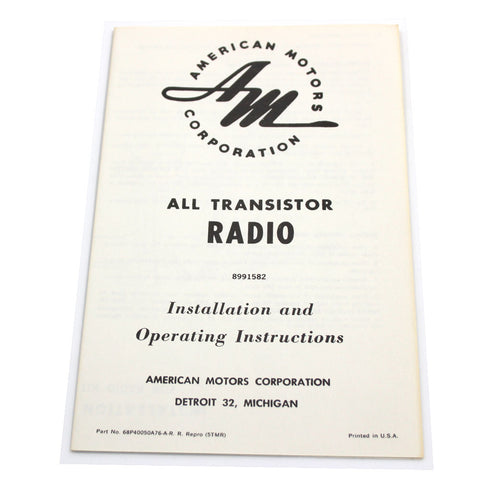 AMERICAN MOTORS
AM
CORPORATION
ALL TRANSISTOR
RADIO
8991582
Installation and
Operating Instructions
AMERICAN MOTORS CORPORATION
DETROIT 32, MICHIGAN
Part No. 68P40050A76-A-R. R. Repro (5TMR) Printed in U.S.A.